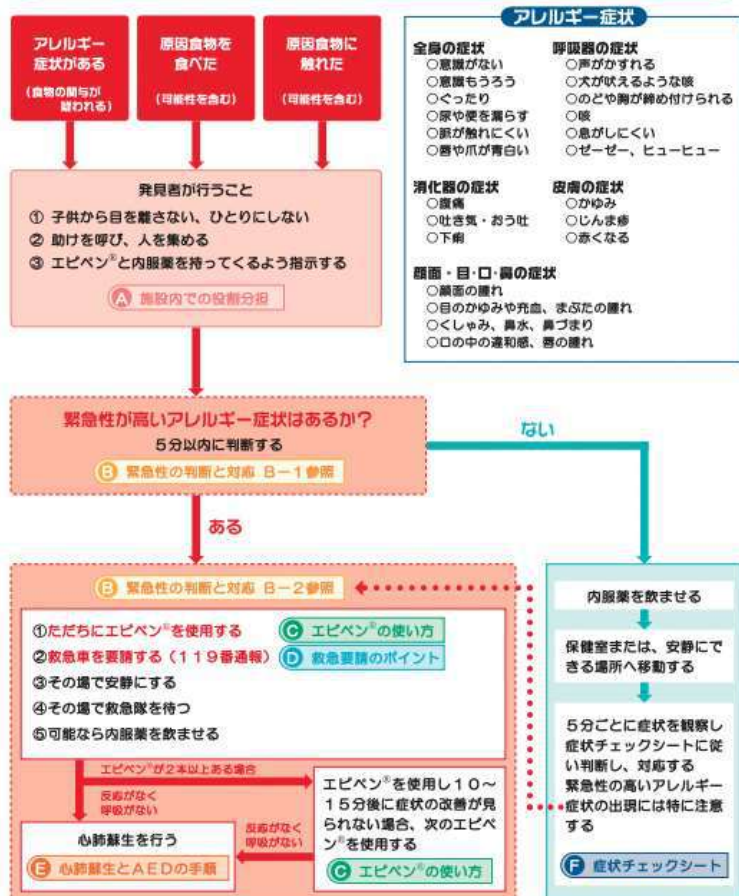 アレルギー
症状がある
(食物の関与が
疑われる)
原因食物を
食べた
(可能性を含む)
原因食物に
触れた
(可能性を含む)
発見者が行うこと
① 子供から目を離さない、ひとりにしない
② 助けを呼び、人を集める
③ エピペン®と内服薬を持ってくるよう指示する
A 施設内での役割分担
アレルギー症状
全身の症状
○意識がない
○意識もうろう
○ぐったり
○尿や便を漏らす
○脈が触れにくい
○唇や爪が青白い
呼吸器の症状
○声がかすれる
○犬が吠えるような咳
○のどや胸が締め付けられる
○咳
○息がしにくい
○ゼーゼー、ヒューヒュー
消化器の症状
○腹痛
○吐き気・おう吐
○下痢
皮膚の症状
○かゆみ
○じんま疹
○赤くなる
顔面・目・口・鼻の症状
○顔面の腫れ
○目のかゆみや充血、まぶたの腫れ
○くしゃみ、鼻水、鼻づまり
○口の中の違和感、唇の腫れ
緊急性が高いアレルギー症状はあるか?
5分以内に判断する
B 緊急性の判断と対応 B-1参照
ない
ある
B 緊急性の判断と対応 B-2参照
①ただちにエピペン®を使用する
C エピペン®の使い方
②救急車を要請する(119番通報)
D 救急要請のポイント
③その場で安静にする
④その場で救急隊を待つ
⑤可能なら内服薬を飲ませる
エピペン®が2本以上ある場合
反応がなく
呼吸がない
エピペン®を使用し10~
15分後に症状の改善が見
られない場合、次のエピペ
ン®を使用する
C エピペン®の使い方
反応がなく
呼吸がない
心肺蘇生を行う
E 心肺蘇生とAEDの手順
内服薬を飲ませる
保健室または、安静にで
きる場所へ移動する
5分ごとに症状を観察し
症状チェックシートに従
い判断し、対応する
緊急性の高いアレルギー
症状の出現には特に注意
する
F 症状チェックシート